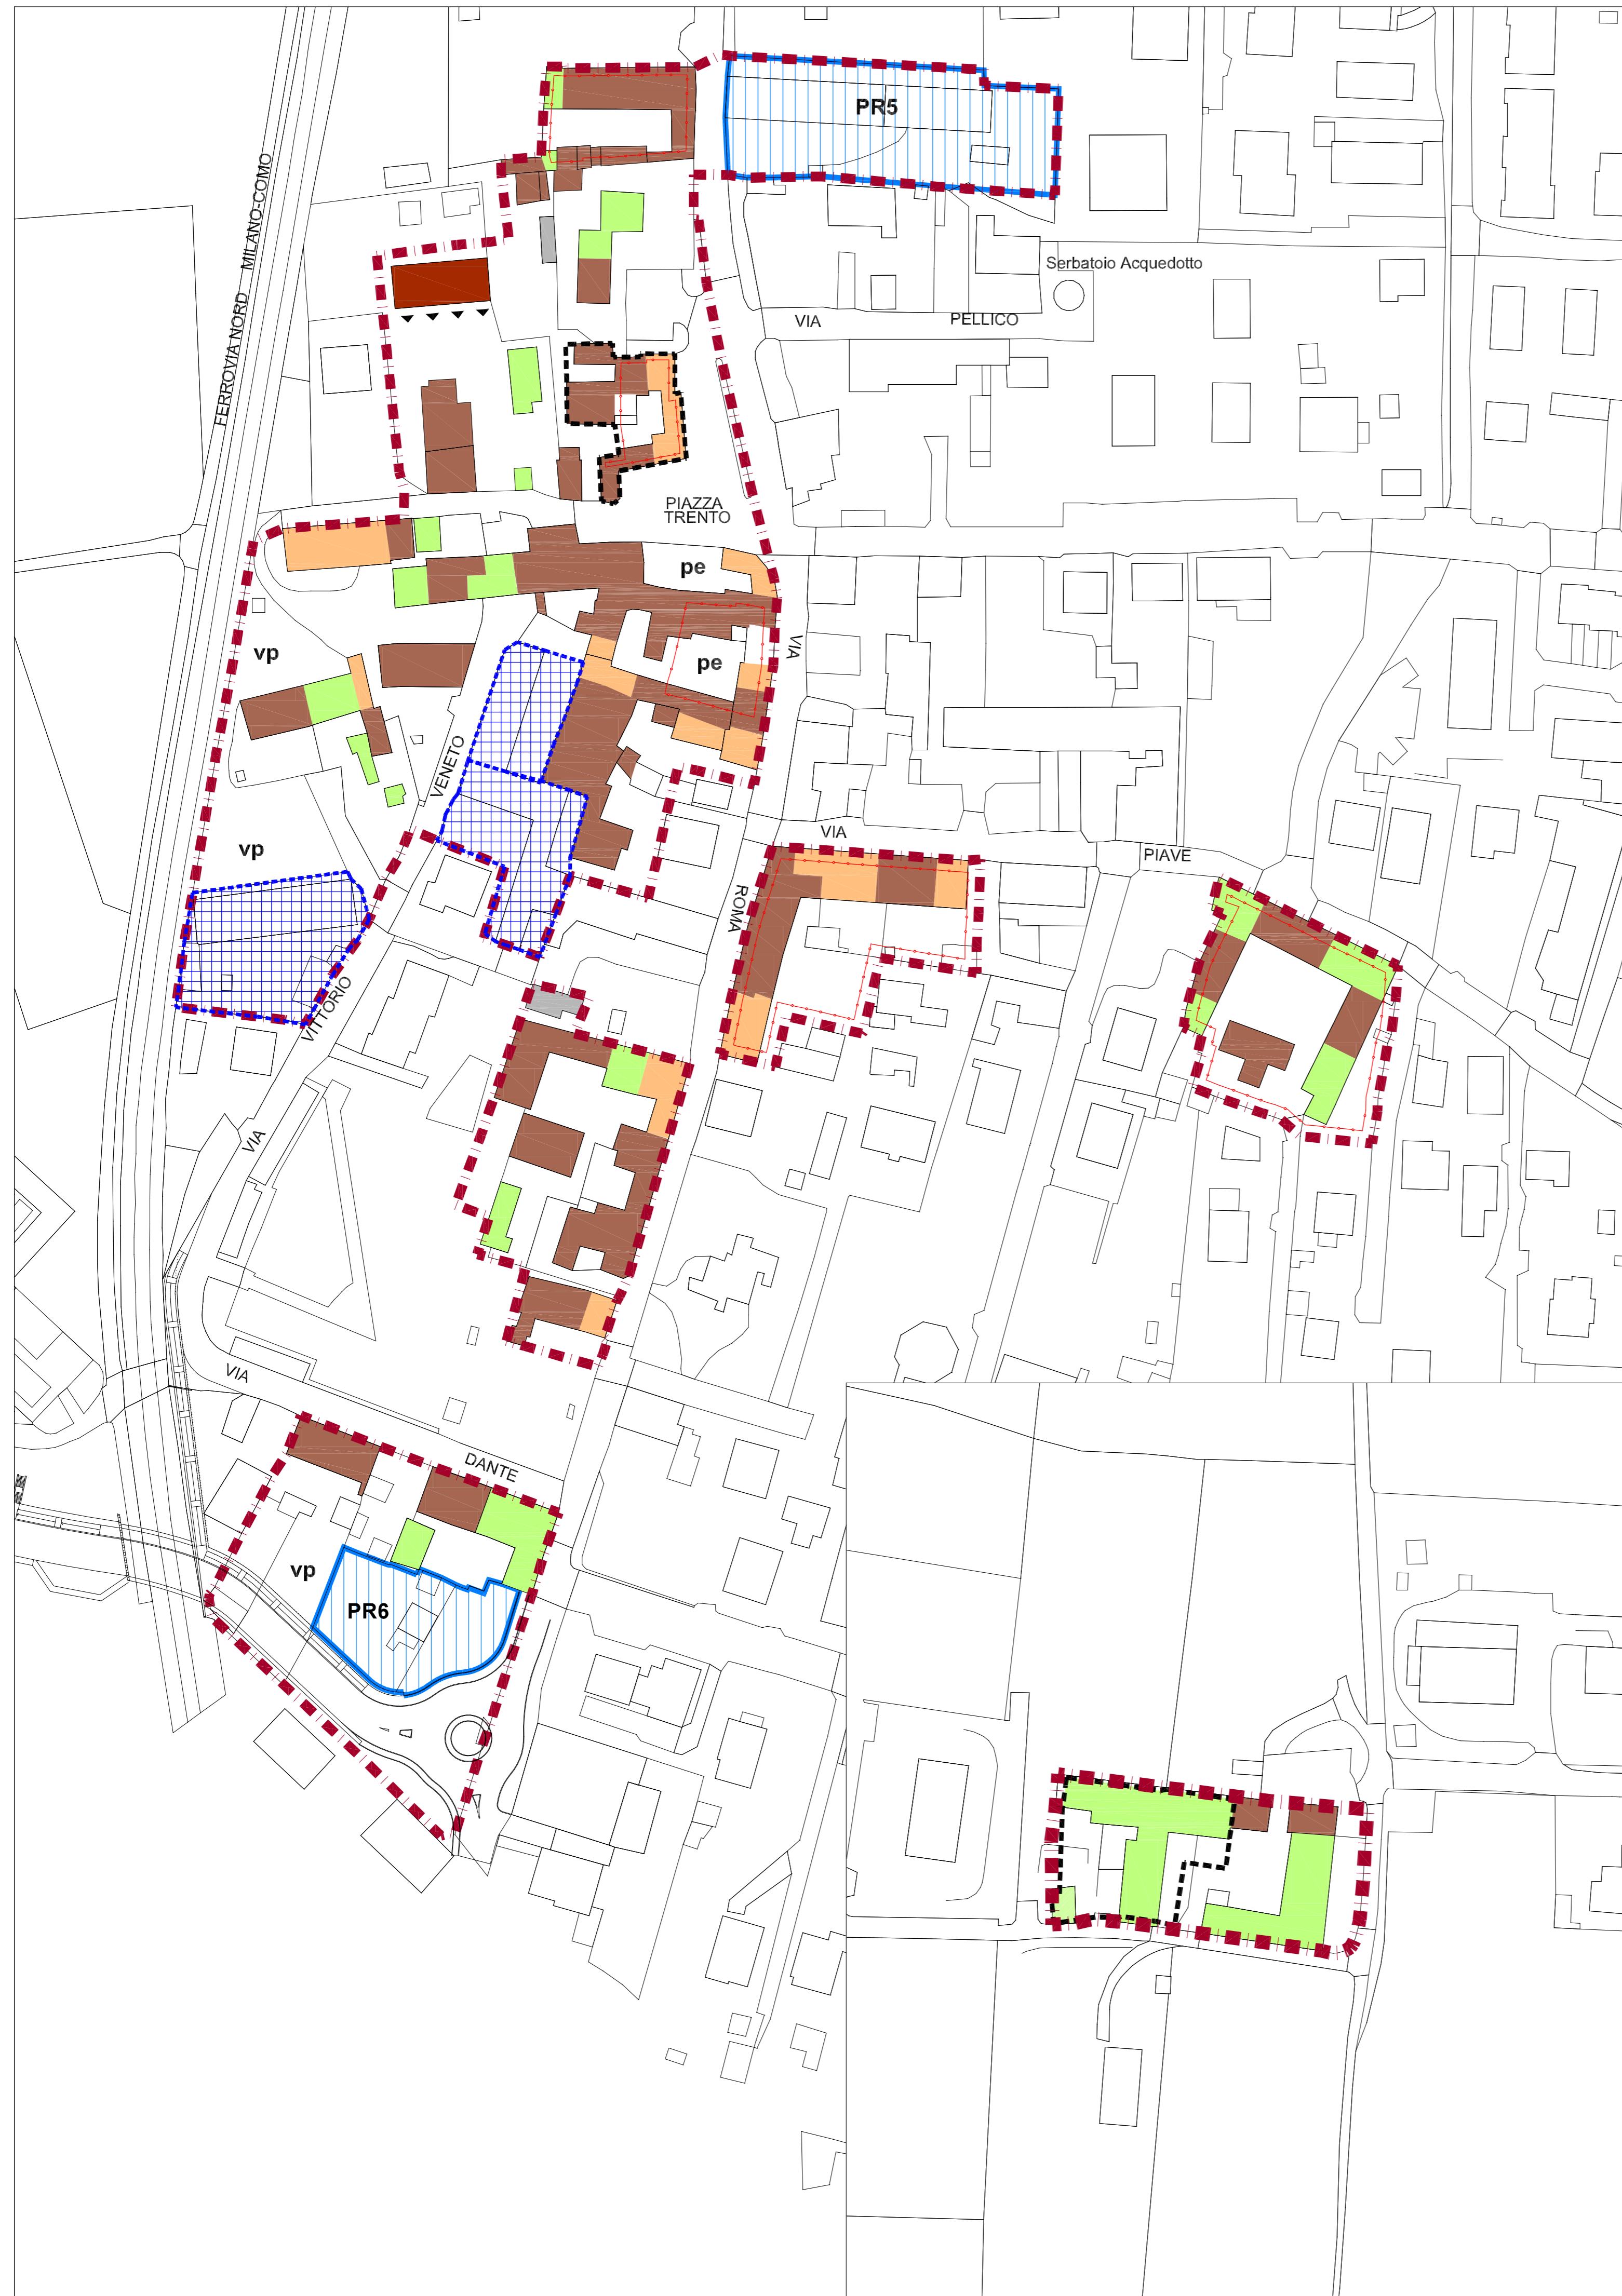 PR5
FERROVIA NORD MILANO-COMO
Serbatoio Acquedotto
VIA PELLICO
PIAZZA
TRENTO
pe
vp
pe
VIA
VENETO
vp
VIA
PIAVE
ROMA
VITTORIO
VIA
VIA
DANTE
vp
PR6